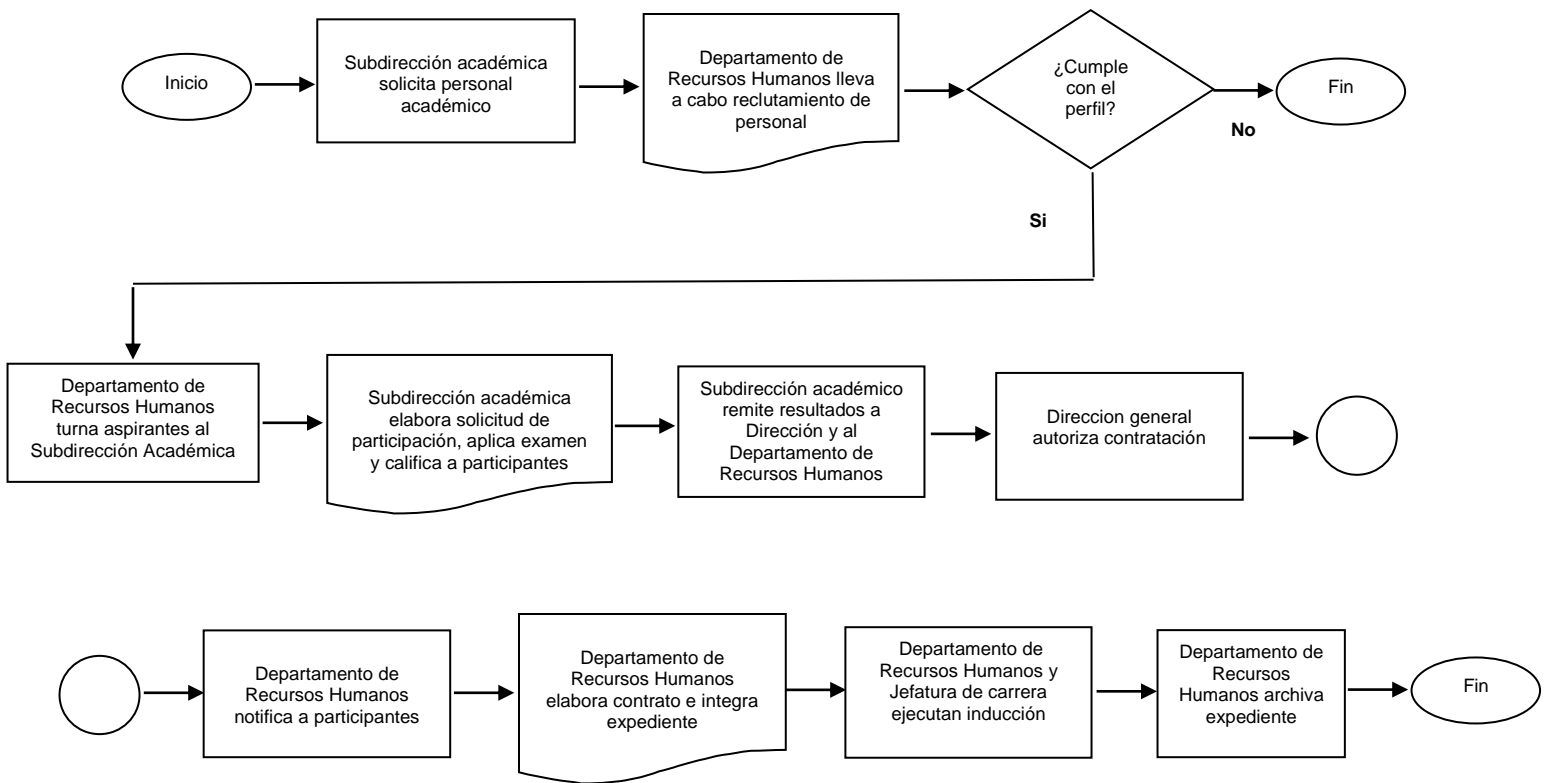 Inicio
Subdirección académica
solicita personal
académico
Departamento de
Recursos Humanos lleva
a cabo reclutamiento de
personal
¿Cumple
con el
perfil?
No
Fin
Si
Departamento de
Recursos Humanos
turna aspirantes al
Subdirección Académica
Subdirección académica
elabora solicitud de
participación, aplica examen
y califica a participantes
Subdirección académico
remite resultados a
Dirección y al
Departamento de
Recursos Humanos
Direccion general
autoriza contratación
Departamento de
Recursos Humanos
notifica a participantes
Departamento de
Recursos Humanos
elabora contrato e integra
expediente
Departamento de
Recursos Humanos y
Jefatura de carrera
ejecutan inducción
Departamento de
Recursos
Humanos archiva
expediente
Fin